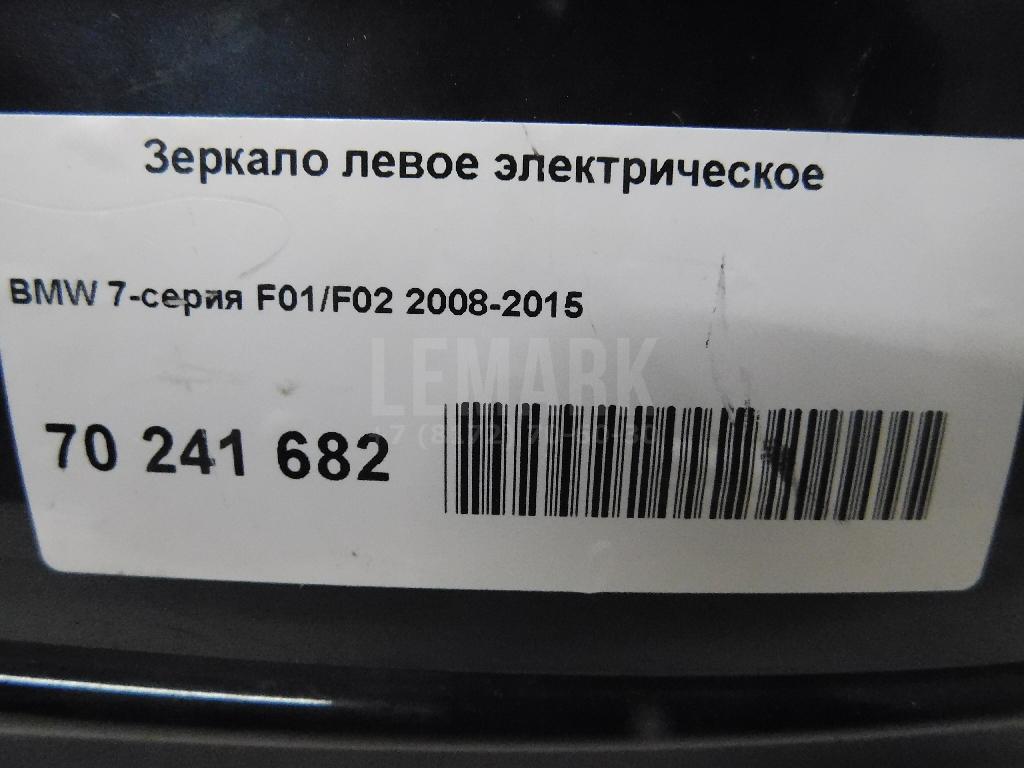 Зеркало левое электрическое
BMW 7-серия F01/F02 2008-2015
LEMARK
70 241 682